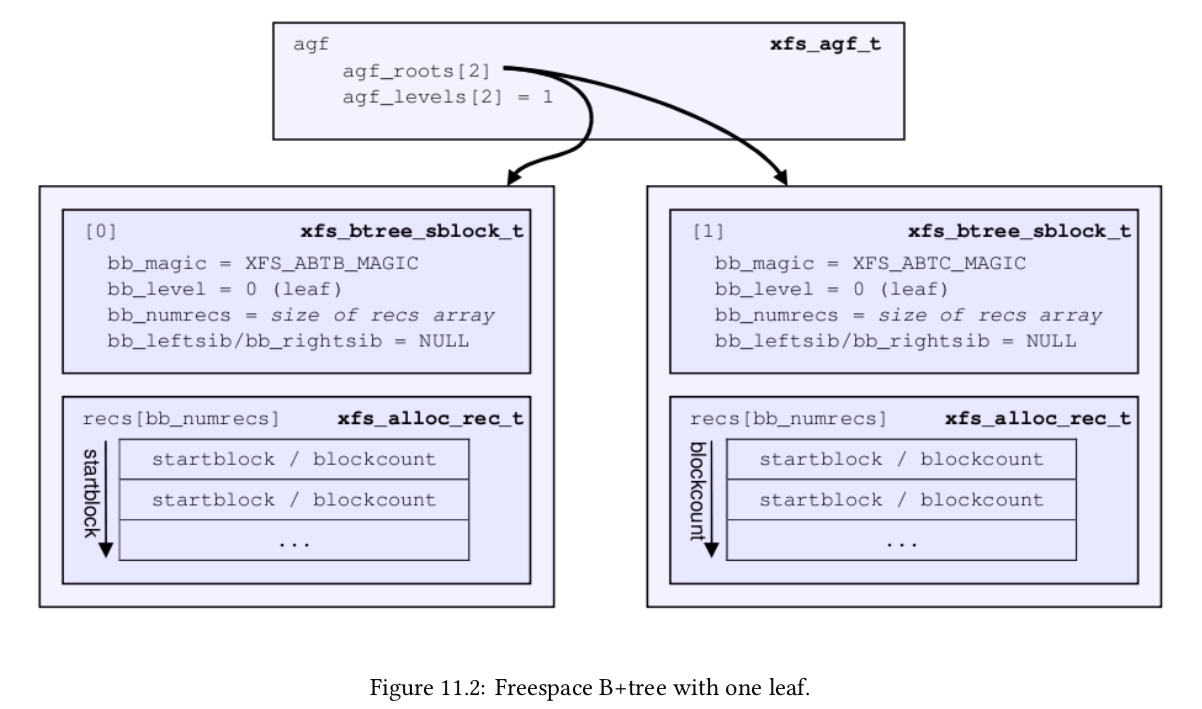 agf xfs_agf_t
agf_roots[2]
agf_levels[2] = 1
[0] xfs_btree_sblock_t
bb_magic = XFS_ABTB_MAGIC
bb_level = 0 (leaf)
bb_numrecs = size of recs array
bb_leftsib/bb_rightsib = NULL
recs[bb_numrecs] xfs_alloc_rec_t
startblock
startblock / blockcount
startblock / blockcount
...
[1] xfs_btree_sblock_t
bb_magic = XFS_ABTC_MAGIC
bb_level = 0 (leaf)
bb_numrecs = size of recs array
bb_leftsib/bb_rightsib = NULL
recs[bb_numrecs] xfs_alloc_rec_t
blockcount
startblock / blockcount
startblock / blockcount
...
Figure 11.2: Freespace B+tree with one leaf.